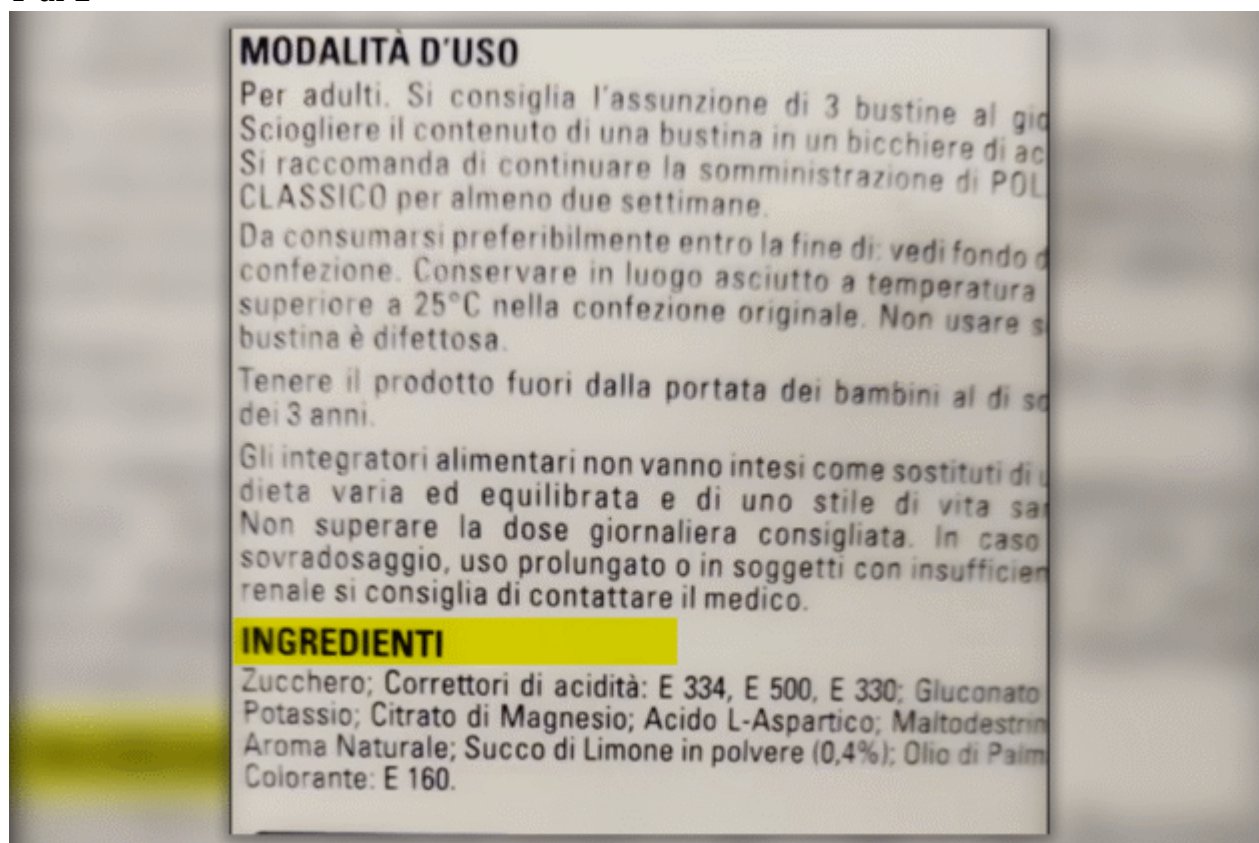 MODALITÀ D'USO
Per adulti. Si consiglia l'assunzione di 3 bustine al
Sciogliere il contenuto di una bustina in un bicchiere di
Si raccomanda di continuare la somministrazione di
CLASSICO per almeno due settimane.
Da consumarsi preferibilmente entro la fine di: vedi fondo
confezione. Conservare in luogo asciutto a temperatura
superiore a 25°C nella confezione originale. Non usare
bustina è difettosa.
Tenere il prodotto fuori dalla portata dei bambini al di
dei 3 anni.
Gli integratori alimentari non vanno intesi come sostituti di
dieta varia ed equilibrata e di uno stile di vita
Non superare la dose giornaliera consigliata. In caso
sovradosaggio, uso prolungato o in soggetti con
renale si consiglia di contattare il medico.
INGREDIENTI
Zucchero; Correttori di acidità: E 334, E 500, E 330; Gluconato
Potassio; Citrato di Magnesio; Acido L-Aspartico;
Aroma Naturale; Succo di Limone in polvere (0,4%); Olio di
Colorante: E 160.